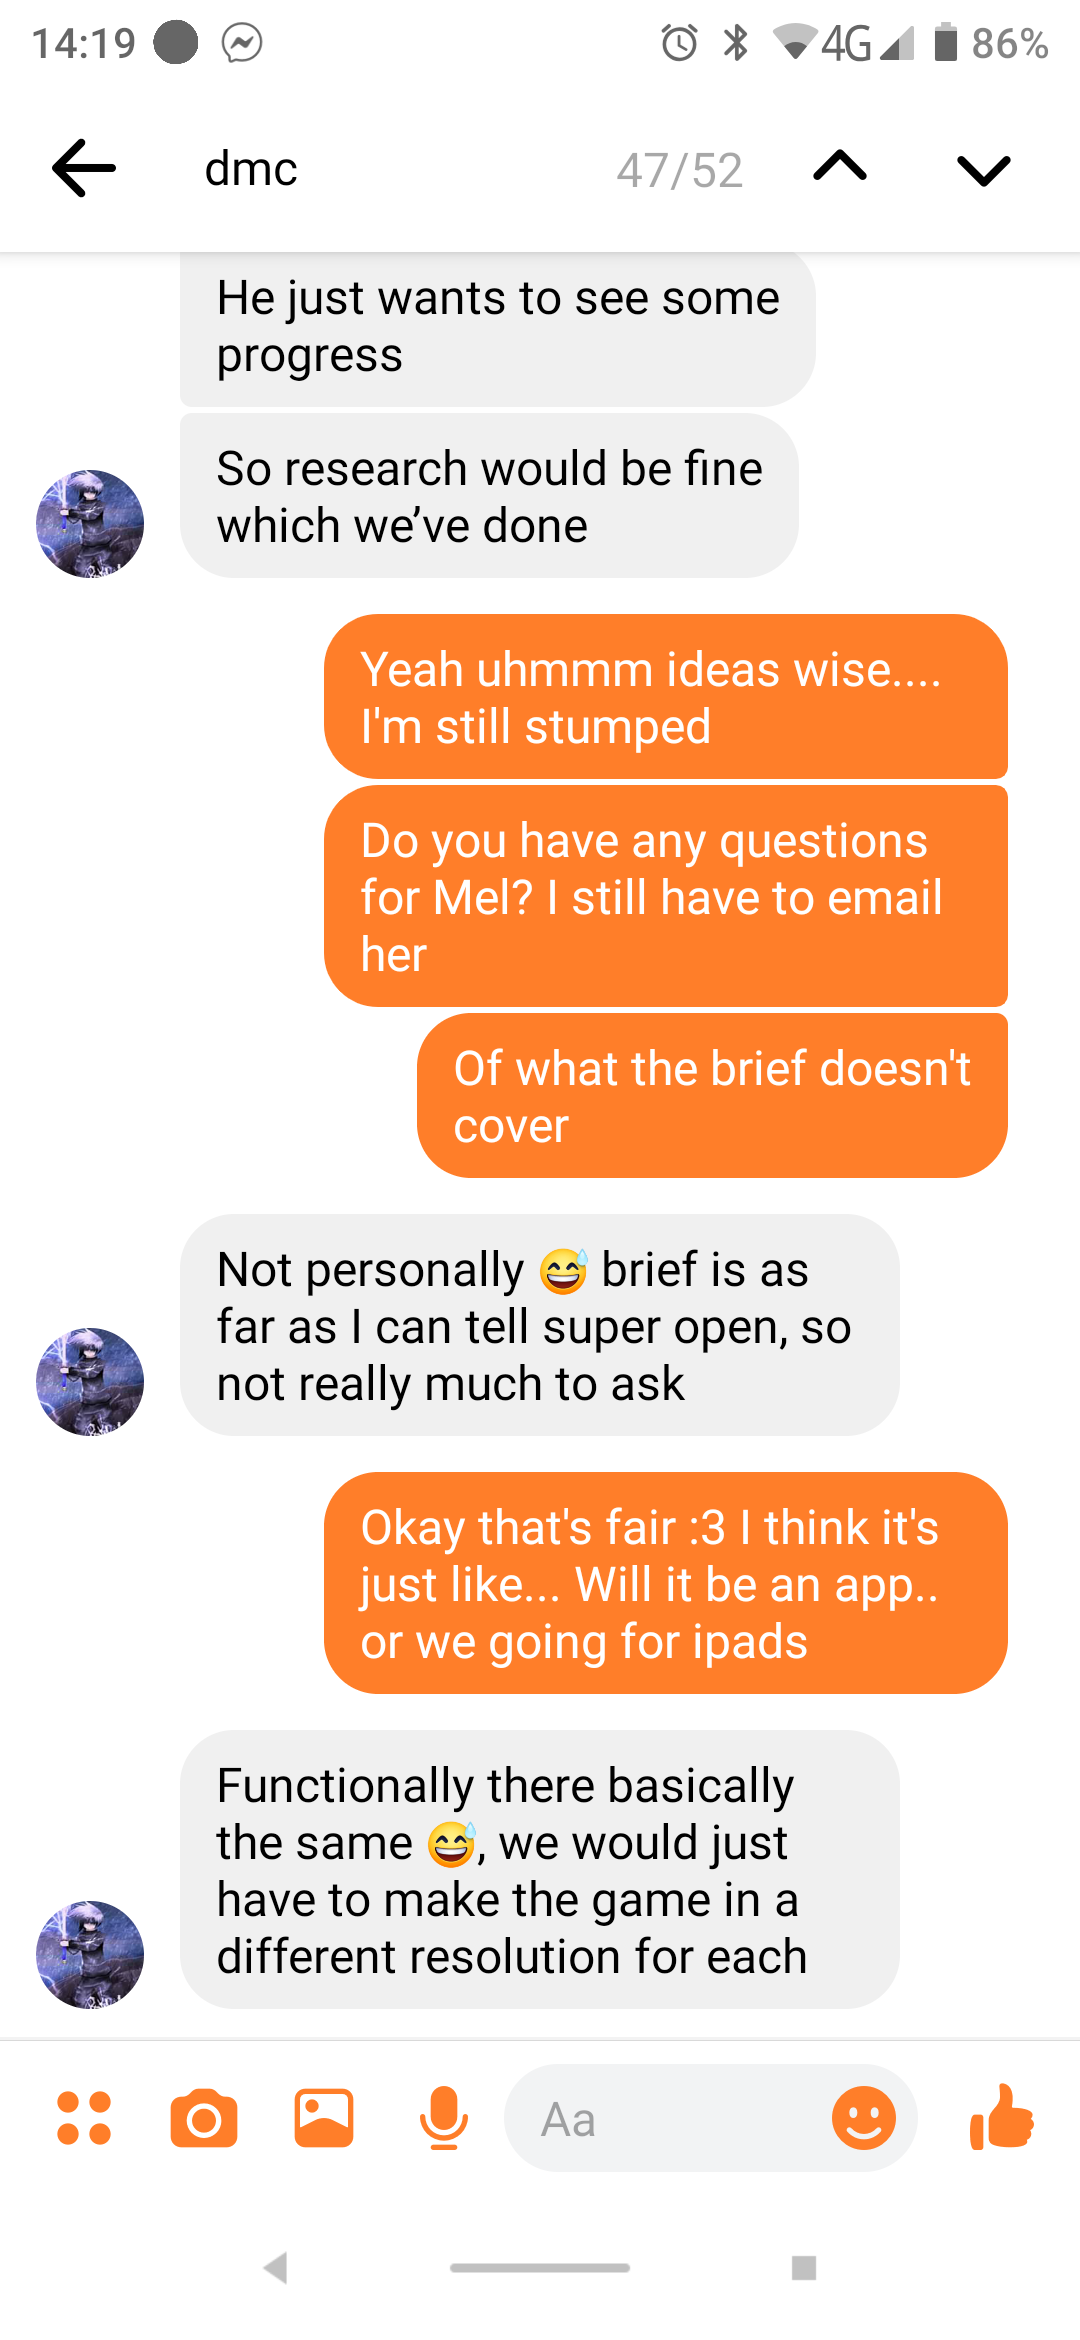 14:19 4G 86%
dmc 47/52
He just wants to see some
progress
So research would be fine
which we’ve done
Yeah uhmmm ideas wise....
I'm still stumped
Do you have any questions
for Mel? I still have to email
her
Of what the brief doesn't
cover
Not personally 😅 brief is as
far as I can tell super open, so
not really much to ask
Okay that's fair :3 I think it's
just like... Will it be an app..
or we going for ipads
Functionally there basically
the same 😅, we would just
have to make the game in a
different resolution for each
Aa